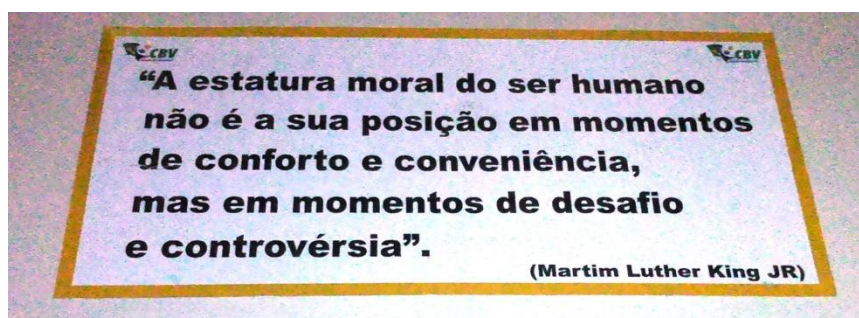 CBV CBV
“A estatura moral do ser humano
não é a sua posição em momentos
de conforto e conveniência,
mas em momentos de desafio
e controvérsia”.
(Martim Luther King JR)